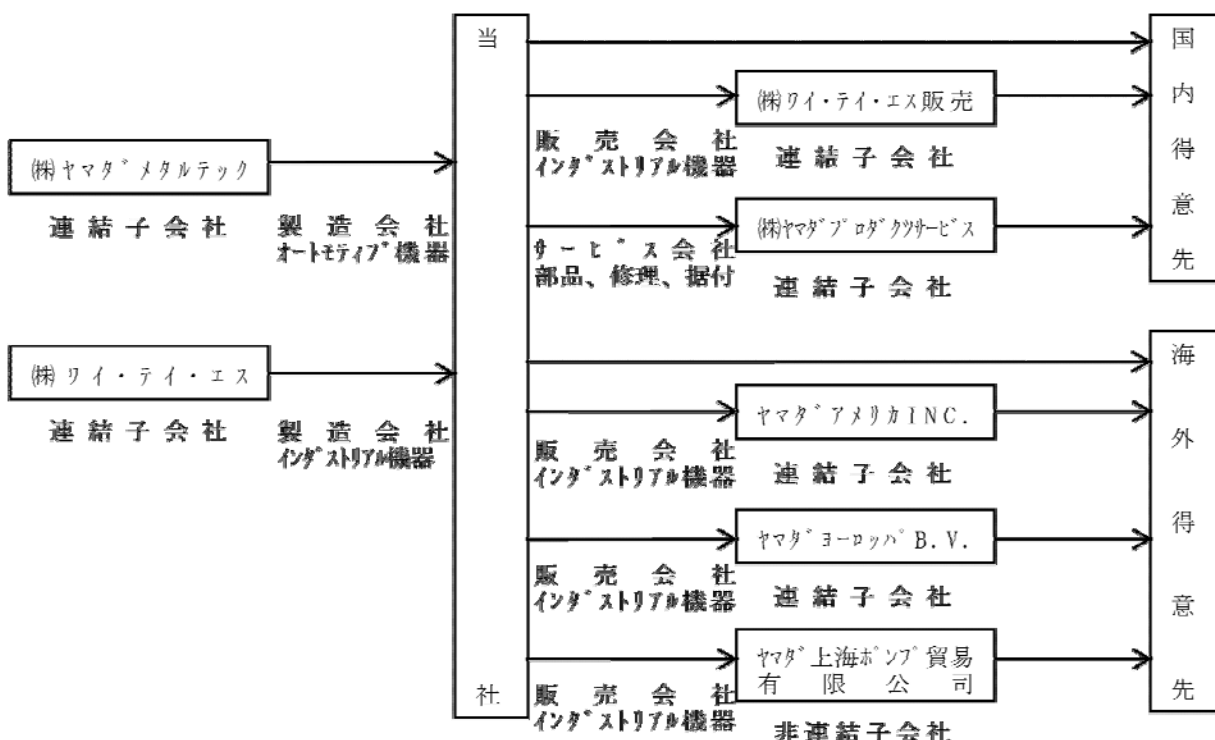 当社
国内得意先
㈱ワイ・テイ・エス販売
販売会社
インダストリアル機器
連結子会社
㈱ヤマダメタルテック
連結子会社
製造会社
オートモティブ機器
㈱ヤマダプロダクツサービス
サービス会社
部品、修理、据付
連結子会社
海外得意先
㈱ワイ・テイ・エス
連結子会社
製造会社
インダストリアル機器
ヤマダアメリカINC.
販売会社
インダストリアル機器
連結子会社
ヤマダヨーロッパB.V.
販売会社
インダストリアル機器
連結子会社
ヤマダ上海ポンプ貿易
有限公司
販売会社
インダストリアル機器
非連結子会社